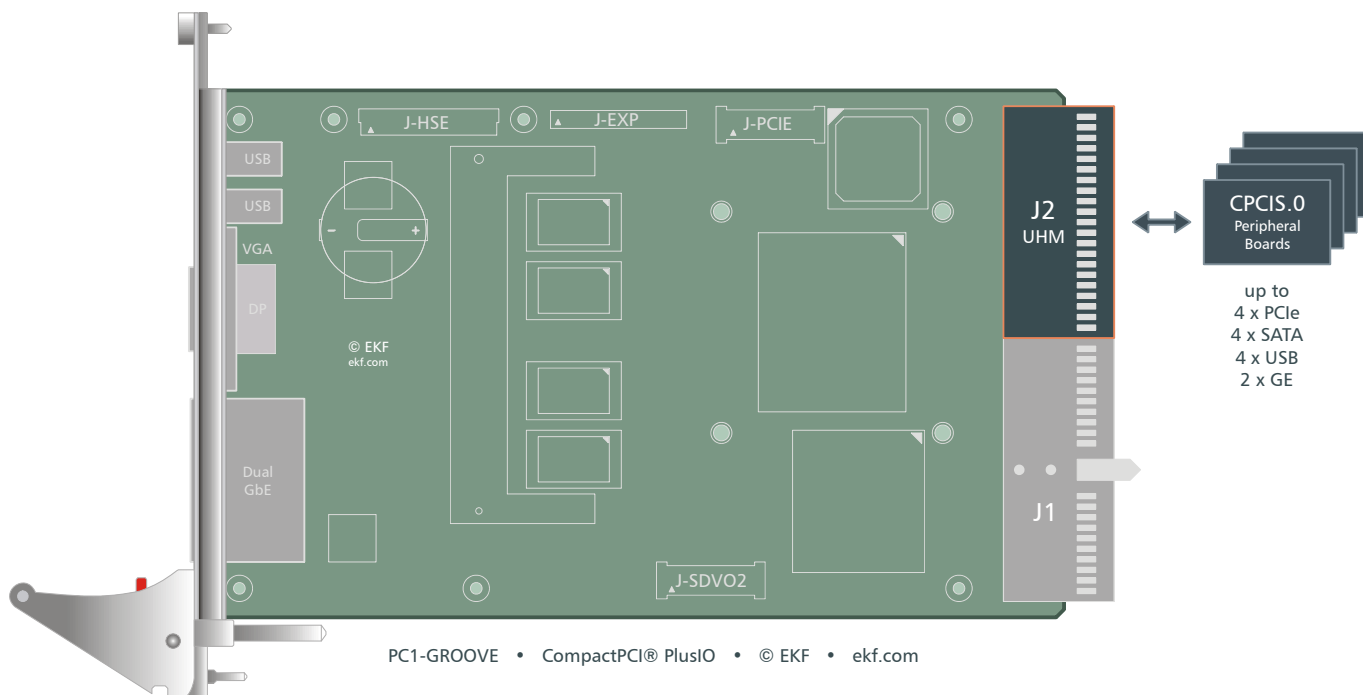 J-HSE
J-EXP
J-PCIE
USB
USB
VGA
DP
© EKF
ekf.com
Dual
GbE
J2
UHM
CPCIS.0
Peripheral
Boards
up to
4 x PCIe
4 x SATA
4 x USB
2 x GE
J1
J-SDVO2
PC1-GROOVE • CompactPCI® PlusIO • © EKF • ekf.com